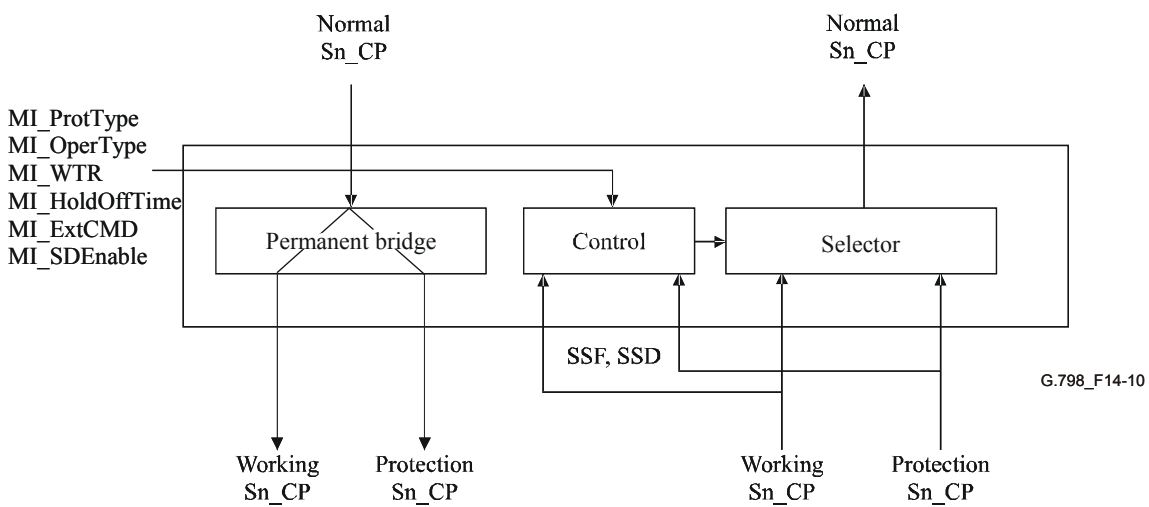 Normal
Sn_CP
Normal
Sn_CP
MI_ProtType
MI_OperType
MI_WTR
MI_HoldOffTime
MI_ExtCMD
MI_SDEnable
Permanent bridge
Control
Selector
SSF, SSD
G.798_F14-10
Working
Sn_CP
Protection
Sn_CP
Working
Sn_CP
Protection
Sn_CP